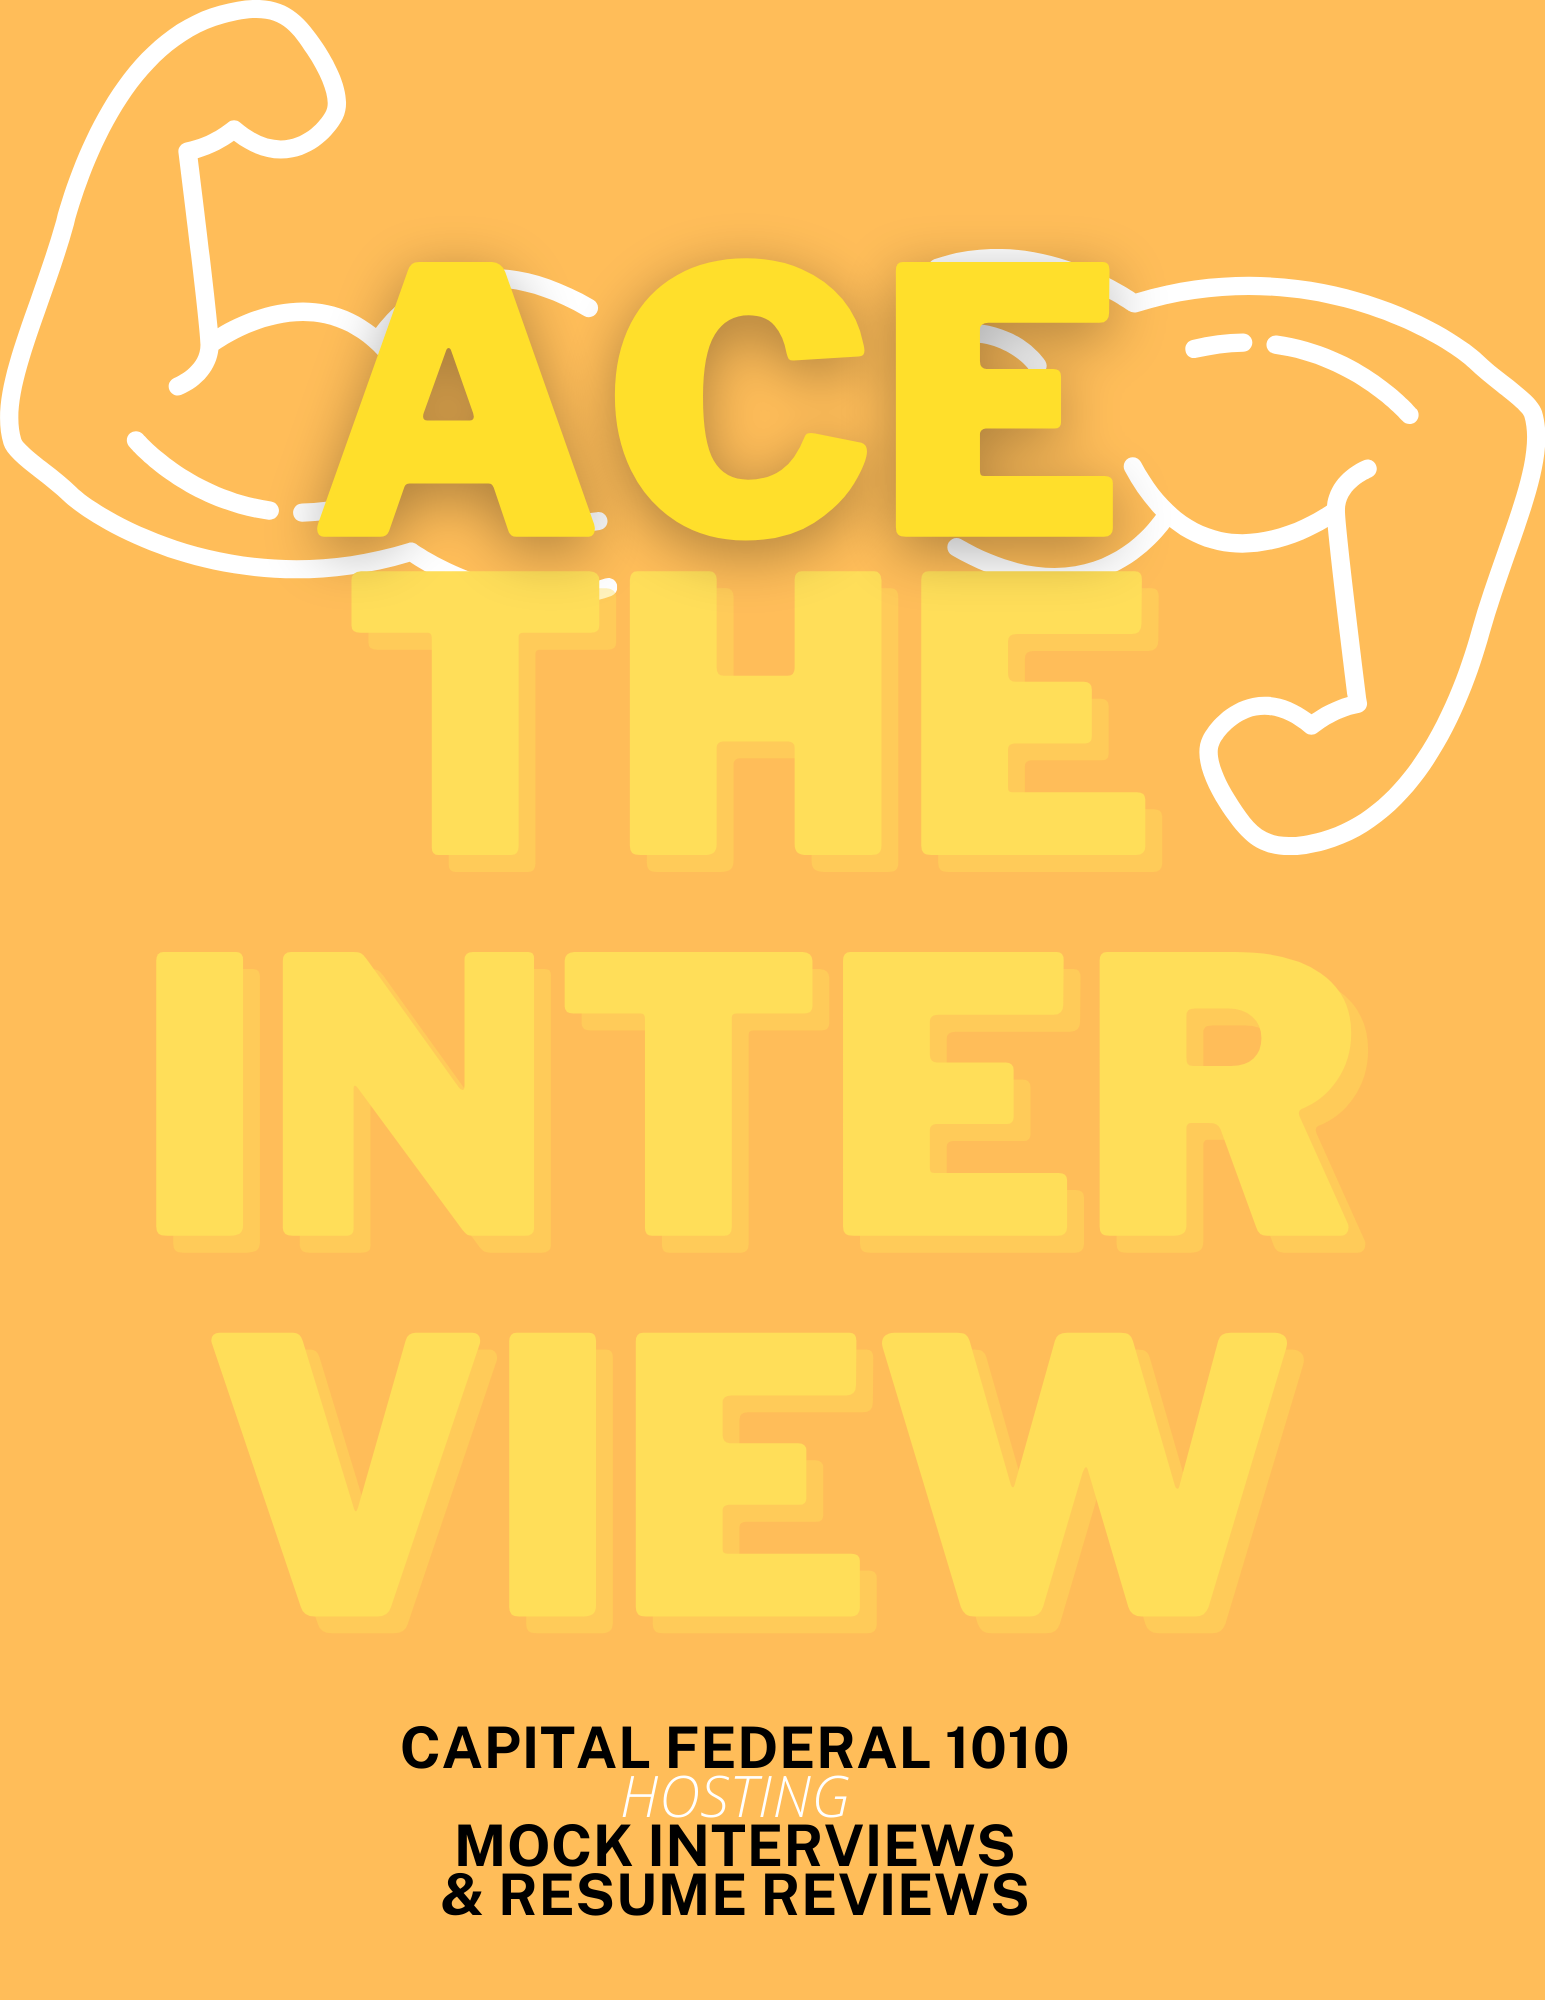 ACE
THE
INTER
VIEW
CAPITAL FEDERAL 1010
HOSTING
MOCK INTERVIEWS
& RESUME REVIEWS